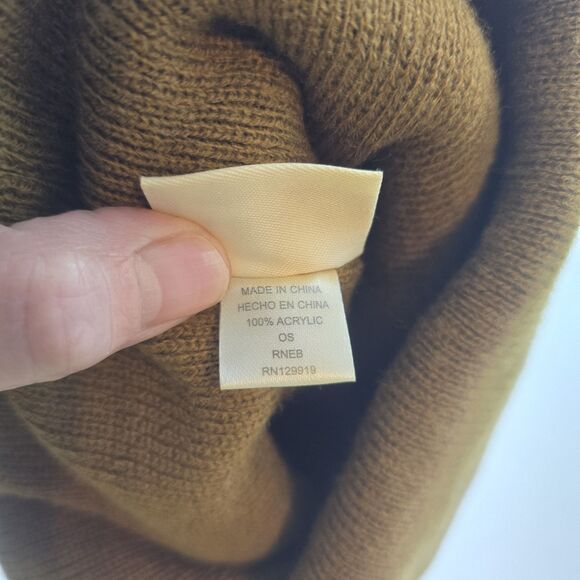 MADE IN CHINA
HECHO EN CHINA
100% ACRYLIC
OS
RNEB
RN129919